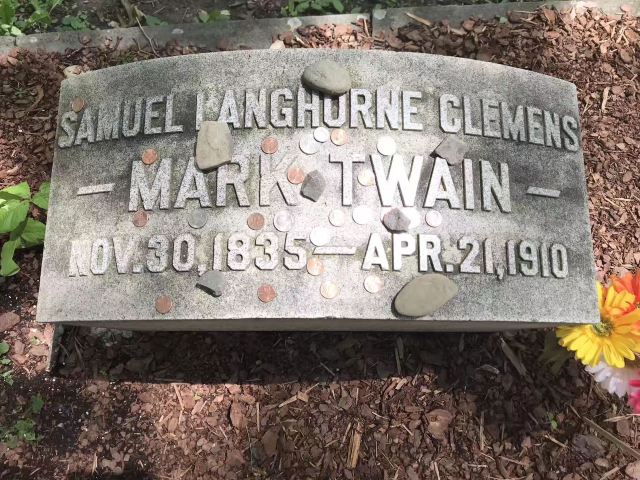 SAMUEL LANGHORNE CLEMENS
— MARK TWAIN —
NOV. 30, 1835 — APR. 21, 1910